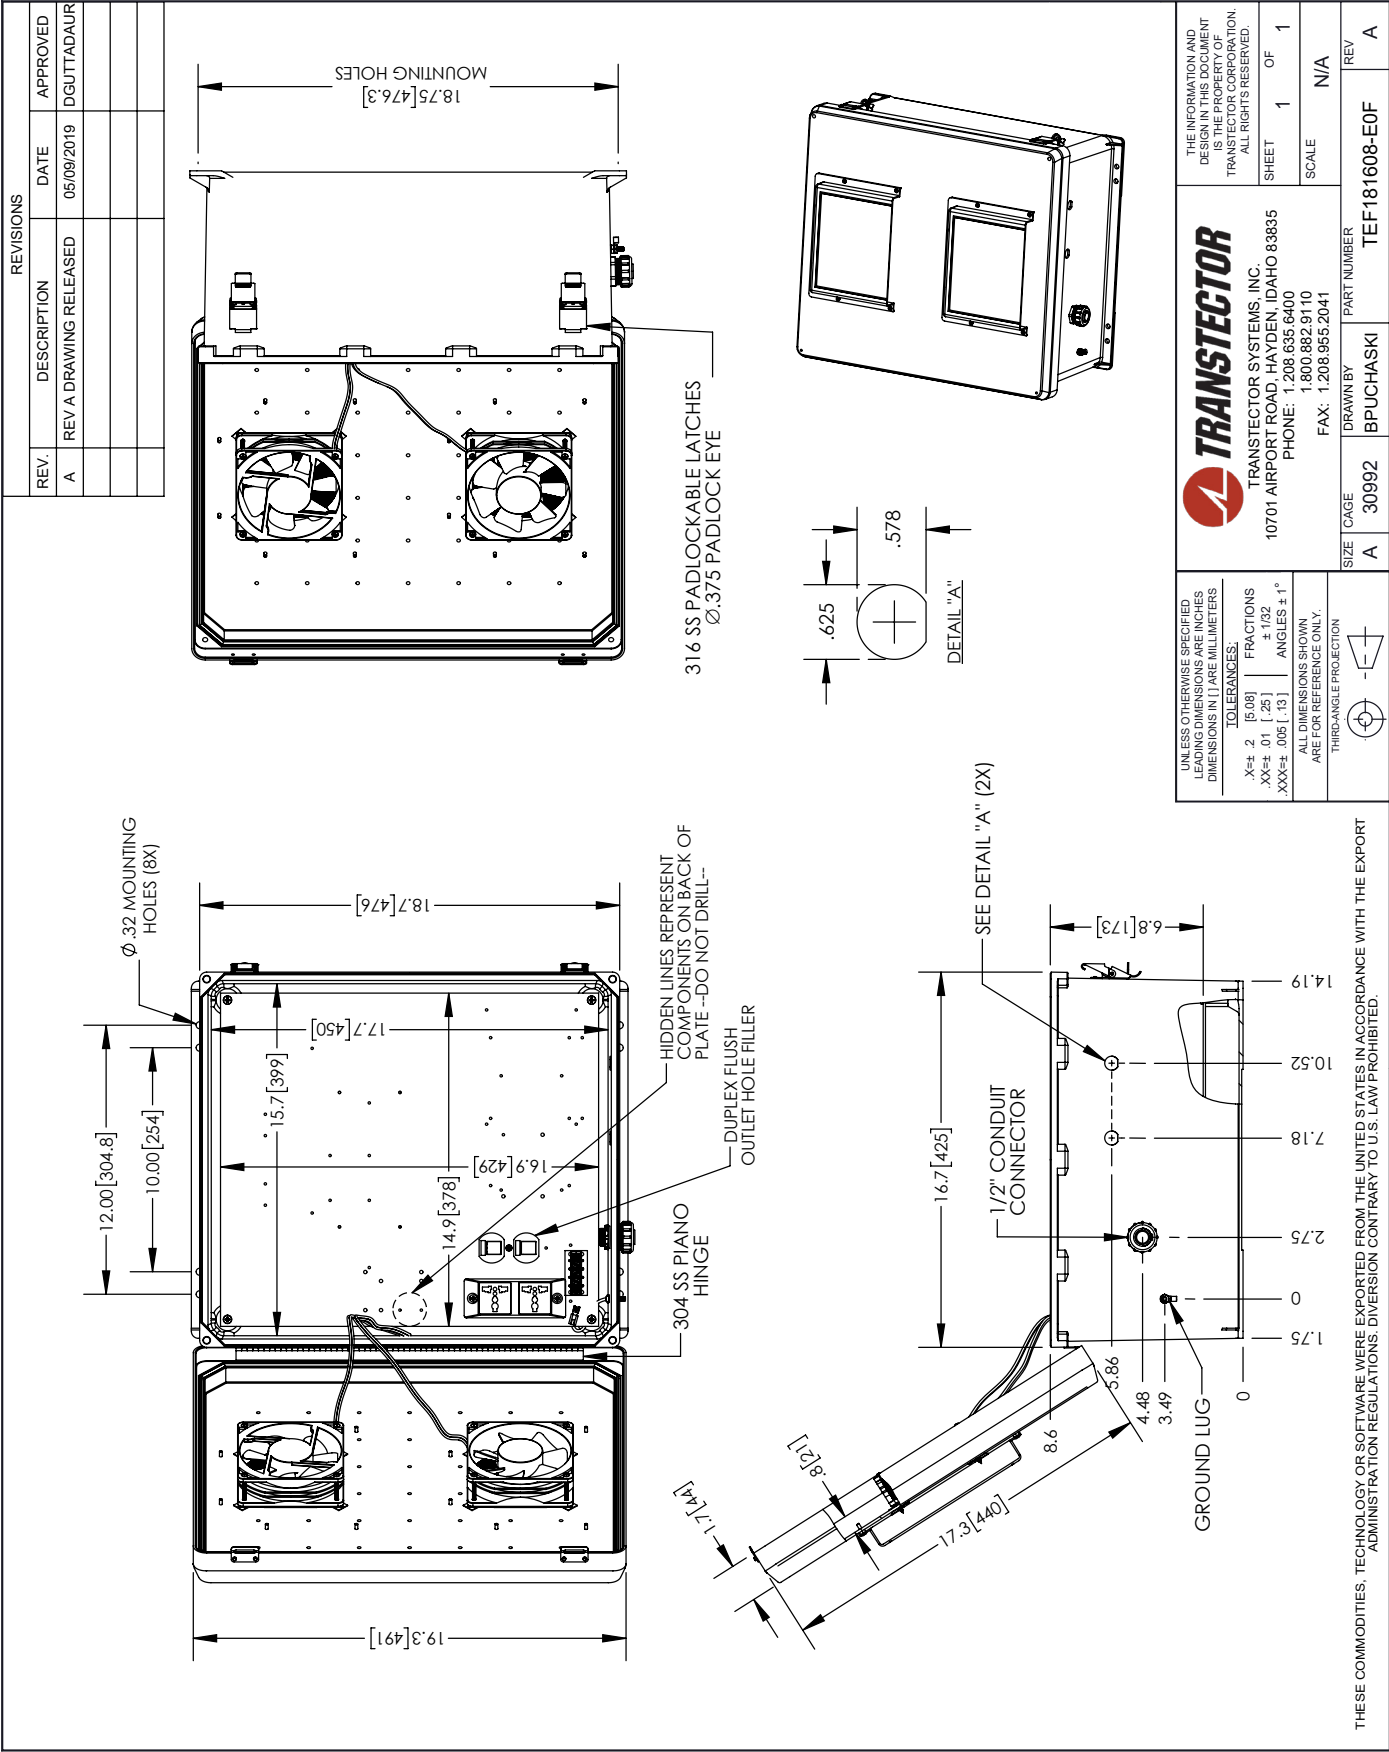 REVISIONS
REV. DESCRIPTION DATE APPROVED
A REV A DRAWING RELEASED 05/09/2019 DGUTTADAUR
Ø.32 MOUNTING
HOLES (8X)
12.00[304.8]
10.00[254]
18.7[476]
17.7[450]
15.7[399]
16.9[429]
14.9[378]
19.3[491]
HIDDEN LINES REPRESENT
COMPONENTS ON BACK OF
PLATE --DO NOT DRILL--
DUPLEX FLUSH
OUTLET HOLE FILLER
304 SS PIANO
HINGE
18.75[476.3]
MOUNTING HOLES
316 SS PADLOCKABLE LATCHES
Ø.375 PADLOCK EYE
.625
.578
DETAIL "A"
1.7[44]
.8[21]
17.3[440]
16.7[425]
1/2" CONDUIT
CONNECTOR
SEE DETAIL "A" (2X)
6.8[173]
8.6
5.86
4.48
3.49
0
GROUND LUG
1.75
0
2.75
7.18
10.52
14.19
UNLESS OTHERWISE SPECIFIED
LEADING DIMENSIONS ARE INCHES
DIMENSIONS IN [ ] ARE MILLIMETERS
TOLERANCES:
.X=± .2 [5.08]
.XX=± .01 [ .25 ]
.XXX=± .005 [ .13 ]
FRACTIONS
± 1/32
ANGLES ± 1°
ALL DIMENSIONS SHOWN
ARE FOR REFERENCE ONLY.
THIRD-ANGLE PROJECTION
TRANSTECTOR
TRANSTECTOR SYSTEMS, INC.
10701 AIRPORT ROAD, HAYDEN, IDAHO 83835
PHONE: 1.208.635.6400
1.800.882.9110
FAX: 1.208.955.2041
THE INFORMATION AND
DESIGN IN THIS DOCUMENT
IS THE PROPERTY OF
TRANSTECTOR CORPORATION.
ALL RIGHTS RESERVED.
SHEET 1 OF 1
SCALE N/A
SIZE A
CAGE 30992
DRAWN BY BPUCHASKI
PART NUMBER TEF181608-E0F
REV A
THESE COMMODITIES, TECHNOLOGY OR SOFTWARE WERE EXPORTED FROM THE UNITED STATES IN ACCORDANCE WITH THE EXPORT
ADMINISTRATION REGULATIONS. DIVERSION CONTRARY TO U.S. LAW PROHIBITED.